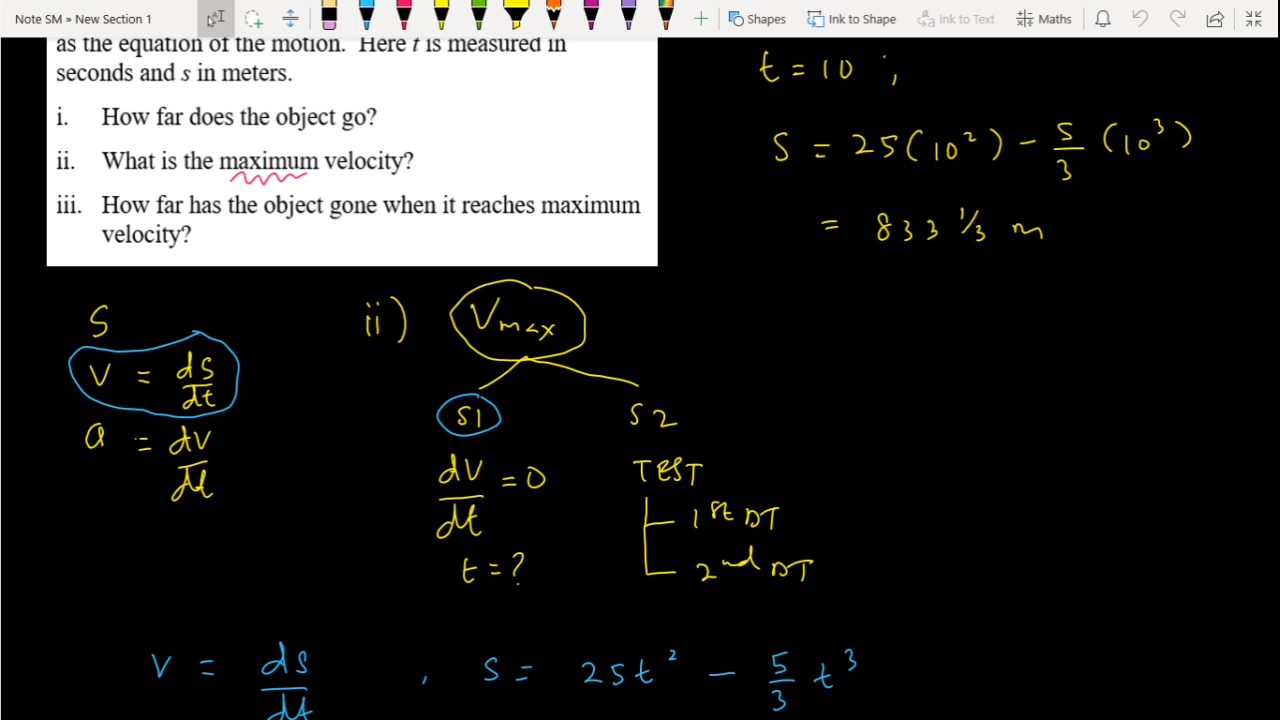 Note SM » New Section 1
Shapes
Ink to Shape
Ink to Text
Maths
as the equation of the motion. Here t is measured in
seconds and s in meters.
i. How far does the object go?
ii. What is the maximum velocity?
iii. How far has the object gone when it reaches maximum
velocity?
t = 10 ;
S = 25(10²) - 5/3 (10³)
= 833 1/3 m
S
V = ds/dt
a = dv/dt
ii) Vmax
S1
S2
dv/dt = 0
t = ?
TEST
1st DT
2nd DT
V = ds/dt , S = 25t² - 5/3 t³